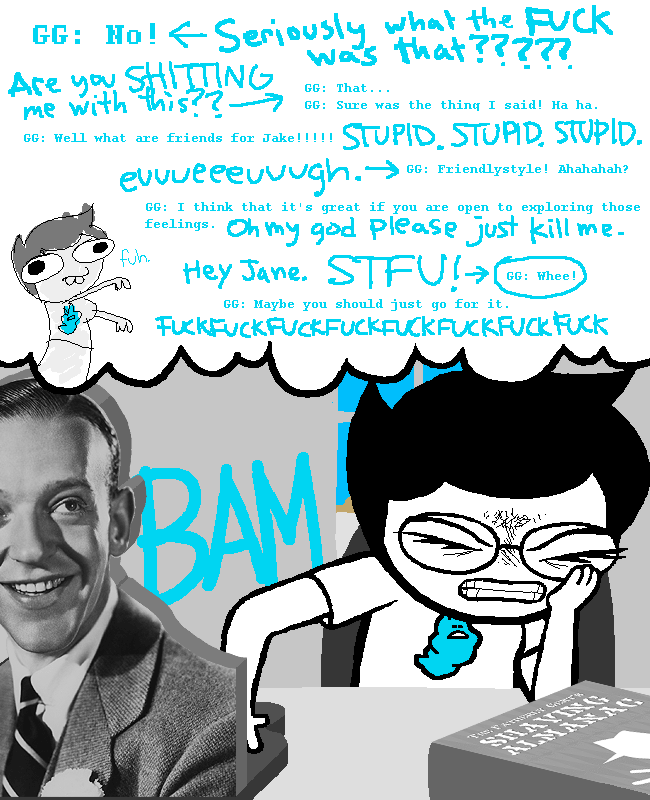 GG: No! ← Seriously what the FUCK
was that?????
Are you SHITTING
me with this?? →
GG: That...
GG: Sure was the thing I said! Ha ha.
GG: Well what are friends for Jake!!!!! STUPID. STUPID. STUPID.
euuueeeuuugh. → GG: Friendlystyle! Ahahahah?
GG: I think that it's great if you are open to exploring those
feelings. Oh my god please just kill me.
fuh.
Hey Jane. STFU! → GG: Whee!
GG: Maybe you should just go for it.
FUCKFUCKFUCKFUCKFUCKFUCKFUCKFUCK
BAM
SHAVING
ALMANAC